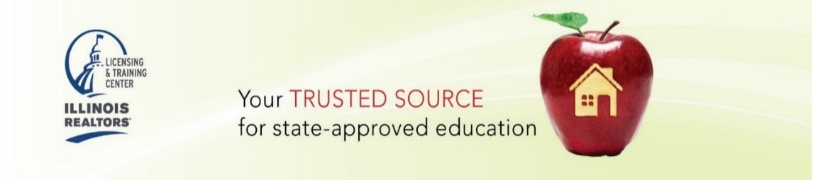 LICENSING
& TRAINING
CENTER
ILLINOIS
REALTORS®
Your TRUSTED SOURCE
for state-approved education